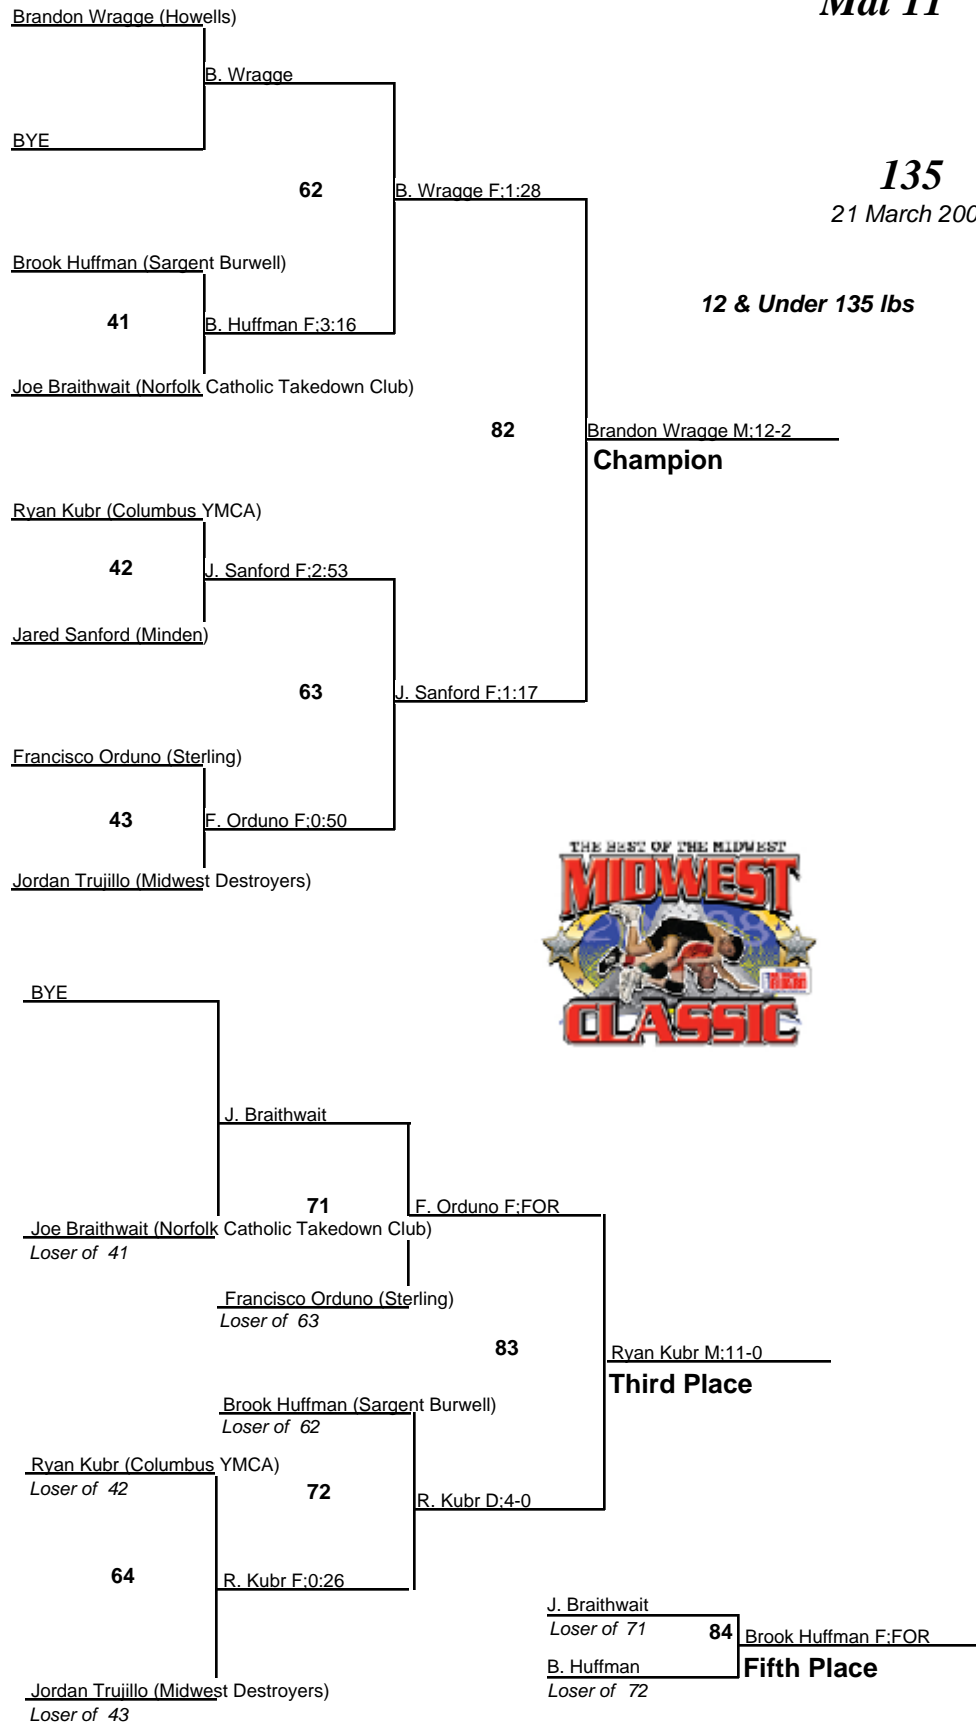 Mat 11
Brandon Wragge (Howells)
B. Wragge
BYE
135
62
B. Wragge F;1:28
21 March 200
Brook Huffman (Sargent Burwell)
12 & Under 135 lbs
41
B. Huffman F;3:16
Joe Braithwait (Norfolk Catholic Takedown Club)
82
Brandon Wragge M;12-2
Champion
Ryan Kubr (Columbus YMCA)
42
J. Sanford F;2:53
Jared Sanford (Minden)
63
J. Sanford F;1:17
Francisco Orduno (Sterling)
43
F. Orduno F;0:50
Jordan Trujillo (Midwest Destroyers)
THE BEST OF THE MIDWEST
MIDWEST
CLASSIC
BYE
J. Braithwait
71
F. Orduno F;FOR
Joe Braithwait (Norfolk Catholic Takedown Club)
Loser of 41
Francisco Orduno (Sterling)
Loser of 63
83
Ryan Kubr M;11-0
Third Place
Brook Huffman (Sargent Burwell)
Loser of 62
Ryan Kubr (Columbus YMCA)
Loser of 42
72
R. Kubr D;4-0
64
R. Kubr F;0:26
J. Braithwait
Loser of 71
84
Brook Huffman F;FOR
B. Huffman
Fifth Place
Loser of 72
Jordan Trujillo (Midwest Destroyers)
Loser of 43